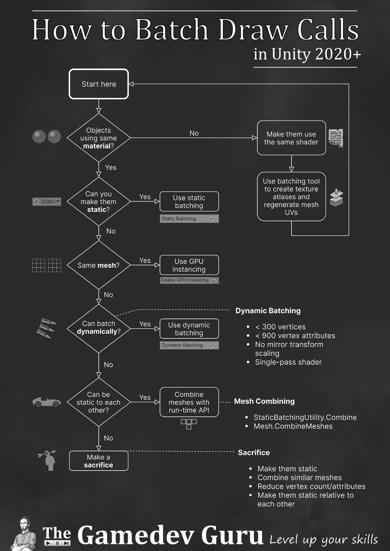 How to Batch Draw Calls
in Unity 2020+
Start here
Objects
using same
material?
No
Make them use
the same shader
Use batching tool
to create texture
atlases and
regenerate mesh
UVs
Yes
Static
Can you
make them
static?
Yes
Use static
batching
Static Batching
No
Same mesh?
Yes
Use GPU
instancing
Enable GPU Instancing
No
Can batch
dynamically?
Yes
Use dynamic
batching
Dynamic Batching
Dynamic Batching
< 300 vertices
< 900 vertex attributes
No mirror transform
scaling
Single-pass shader
No
Can be
static to each
other?
Yes
Combine
meshes with
run-time API
Mesh Combining
StaticBatchingUtility.Combine
Mesh.CombineMeshes
No
Make a
sacrifice
Sacrifice
Make them static
Combine similar meshes
Reduce vertex count/attributes
Make them static relative to
each other
The Gamedev Guru Level up your skills